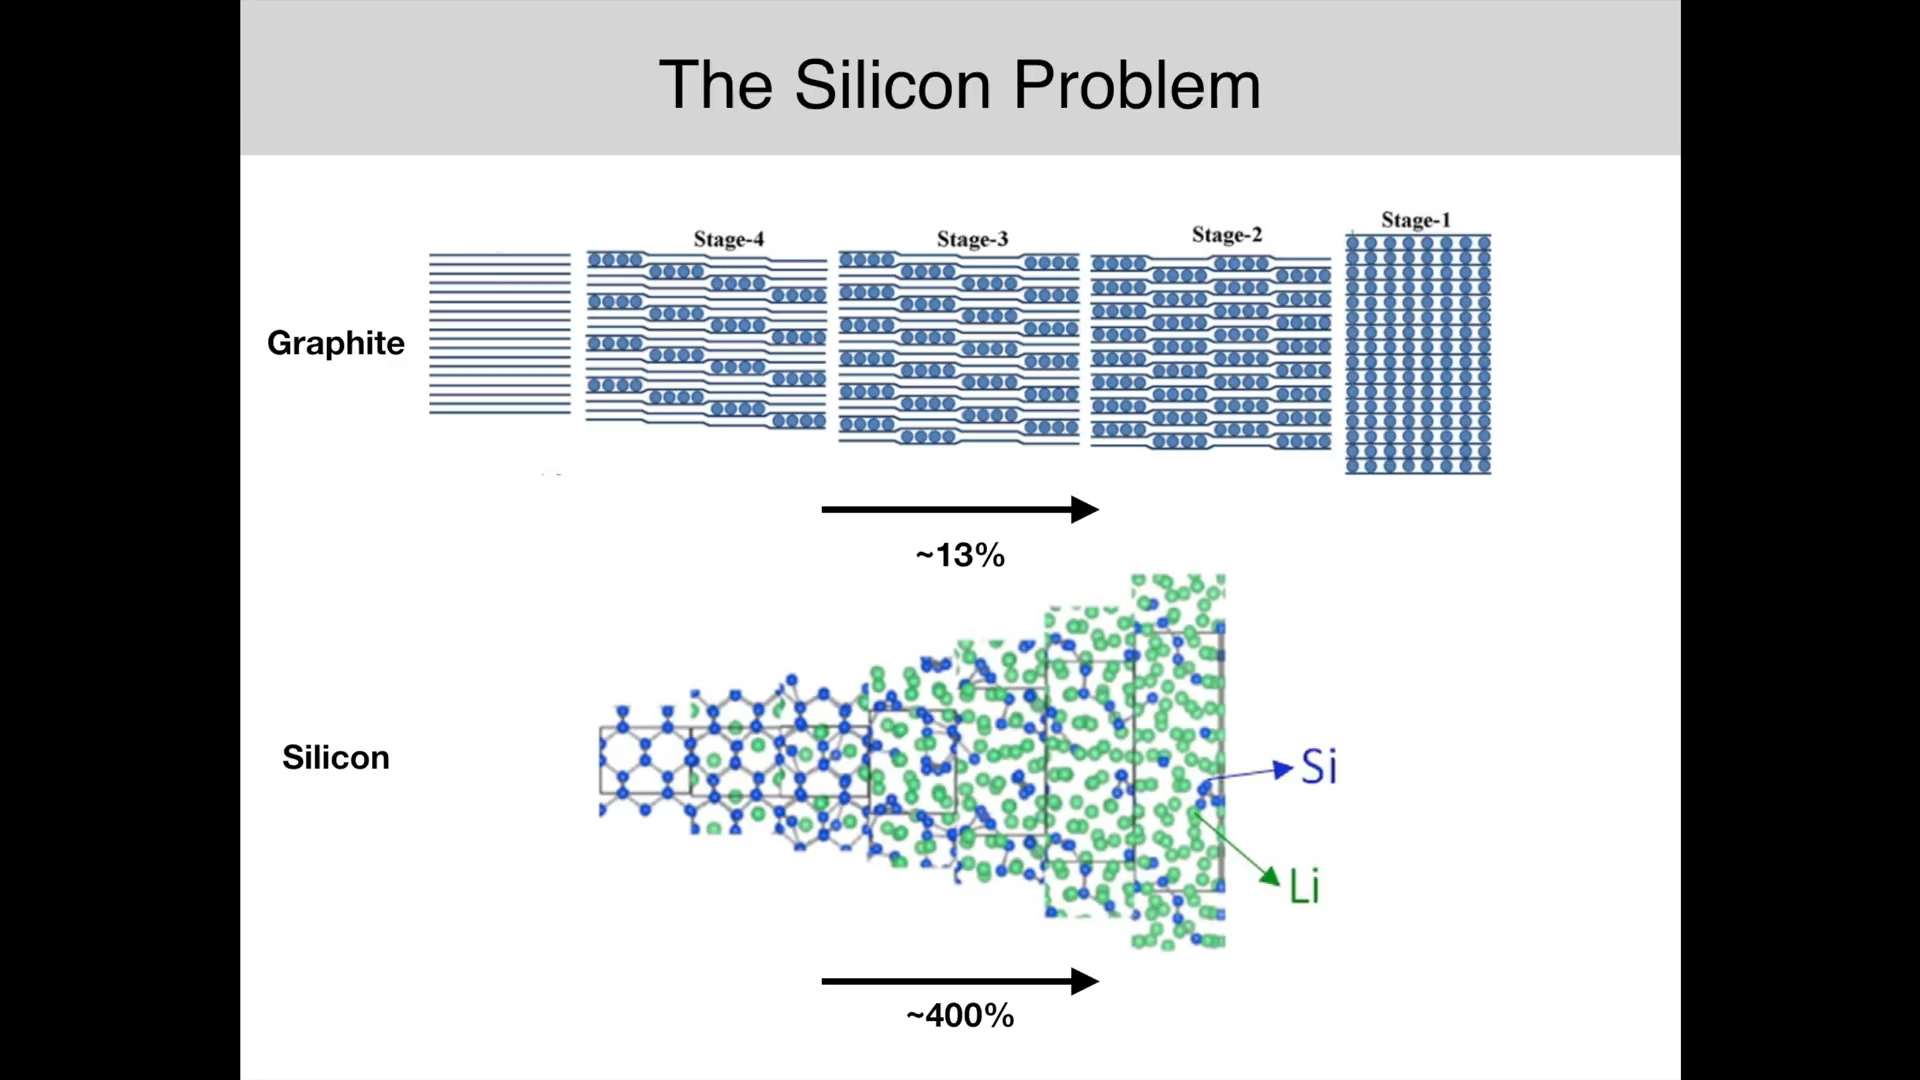 The Silicon Problem
Stage-4
Stage-3
Stage-2
Stage-1
Graphite
~13%
Silicon
Si
Li
~400%